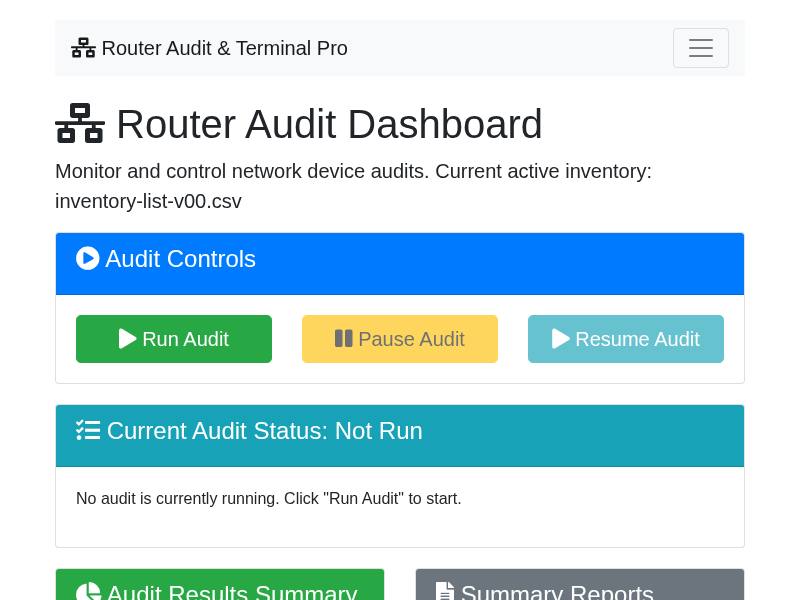 Router Audit & Terminal Pro
Router Audit Dashboard
Monitor and control network device audits. Current active inventory:
inventory-list-v00.csv
Audit Controls
Run Audit
Pause Audit
Resume Audit
Current Audit Status: Not Run
No audit is currently running. Click "Run Audit" to start.
Audit Results Summary
Summary Reports